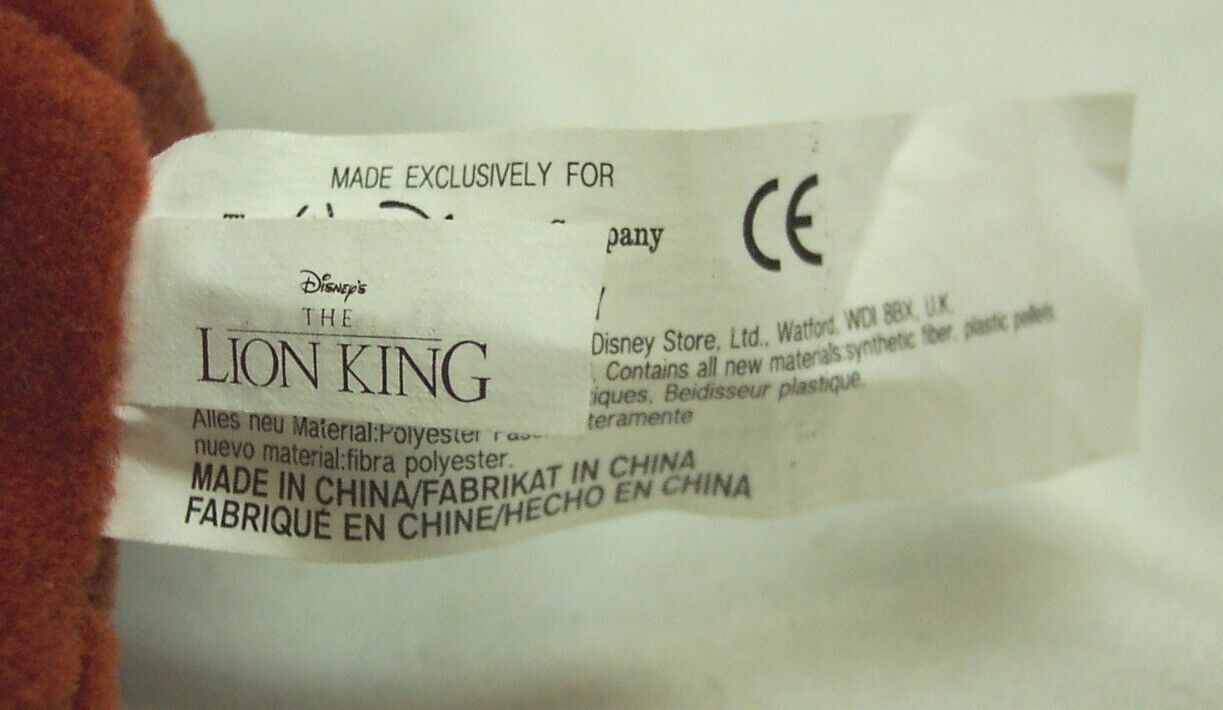 MADE EXCLUSIVELY FOR
pany
CE
DISNEY'S
THE
LION KING
Disney Store, Ltd., Watford, WD1 8BX, U.K.
Contains all new materials:synthetic fiber, plastic pellets
iques. Beidisseur plastique.
teramente
Alles neu Material:Polyester
nuevo material:fibra polyester.
MADE IN CHINA/FABRIKAT IN CHINA
FABRIQUÉ EN CHINE/HECHO EN CHINA